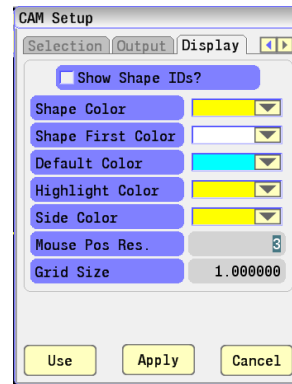 CAM Setup
Selection Output Display
Show Shape IDs?
Shape Color
Shape First Color
Default Color
Highlight Color
Side Color
Mouse Pos Res. 3
Grid Size 1.000000
Use Apply Cancel